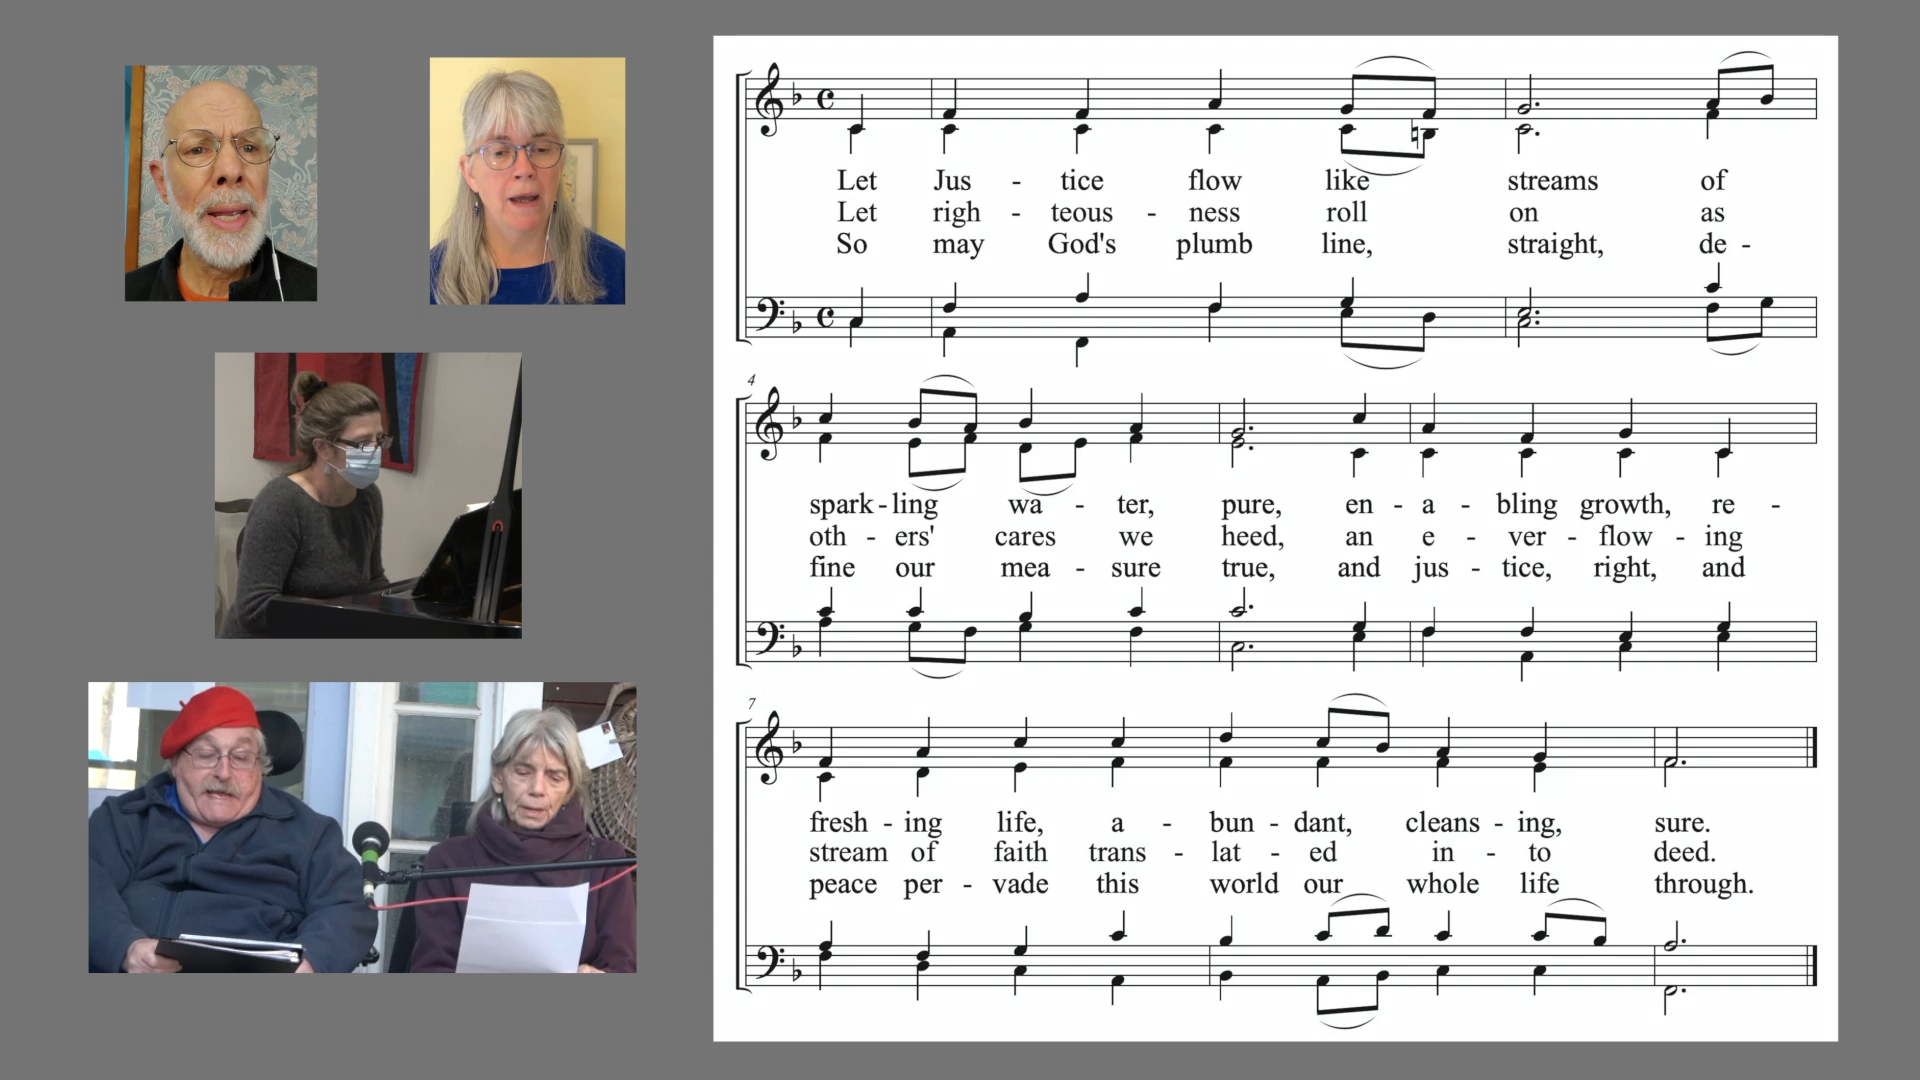 Let Jus - tice flow like streams of
Let righ - teous - ness roll on as
So may God's plumb line, straight, de -
4
spark - ling wa - ter, pure, en - a - bling growth, re -
oth - ers' cares we heed, an e - ver - flow - ing
fine our mea - sure true, and jus - tice, right, and
7
fresh - ing life, a - bun - dant, cleans - ing, sure.
stream of faith trans - lat - ed in - to deed.
peace per - vade this world our whole life through.